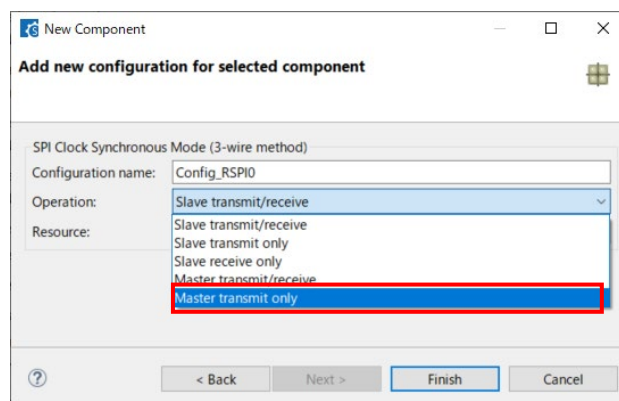 New Component
Add new configuration for selected component
SPI Clock Synchronous Mode (3-wire method)
Configuration name: Config_RSPI0
Operation: Slave transmit/receive
Slave transmit/receive
Resource:
Slave transmit only
Slave receive only
Master transmit/receive
Master transmit only
< Back Next > Finish Cancel